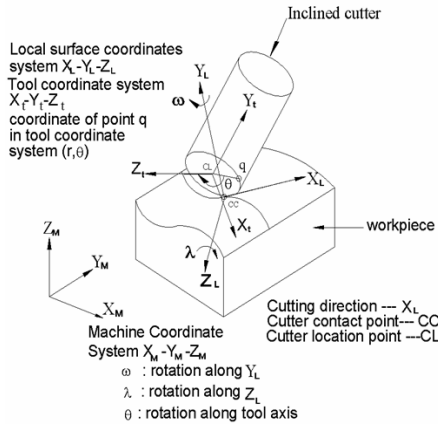 Inclined cutter
Local surface coordinates
system XL-YL-ZL
Tool coordinate system
Xt-Yt-Zt
coordinate of point q
in tool coordinate
system (r,θ)
YL
ω
Yt
Zt
CL
q
θ
XL
CC
Xt
workpiece
λ
ZL
ZM
YM
XM
Cutting direction --- XL
Cutter contact point--- CC
Cutter location point ---CL
Machine Coordinate
System XM-YM-ZM
ω : rotation along YL
λ : rotation along ZL
θ : rotation along tool axis